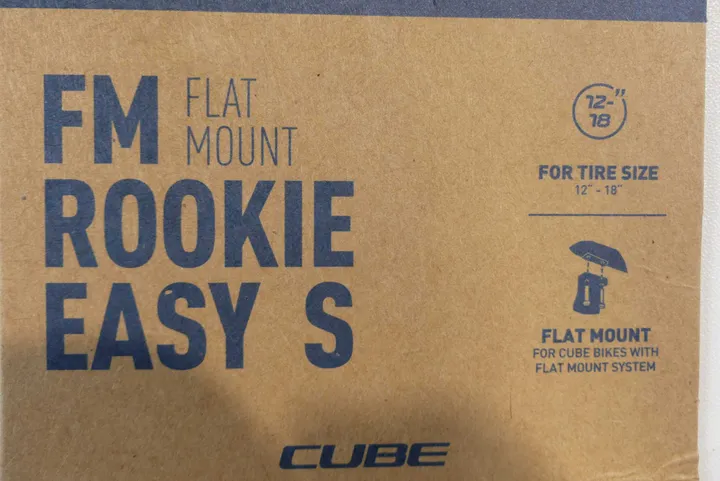 FM FLAT
MOUNT
ROOKIE
EASY S
12-"
18
FOR TIRE SIZE
12" - 18"
FLAT MOUNT
FOR CUBE BIKES WITH
FLAT MOUNT SYSTEM
CUBE